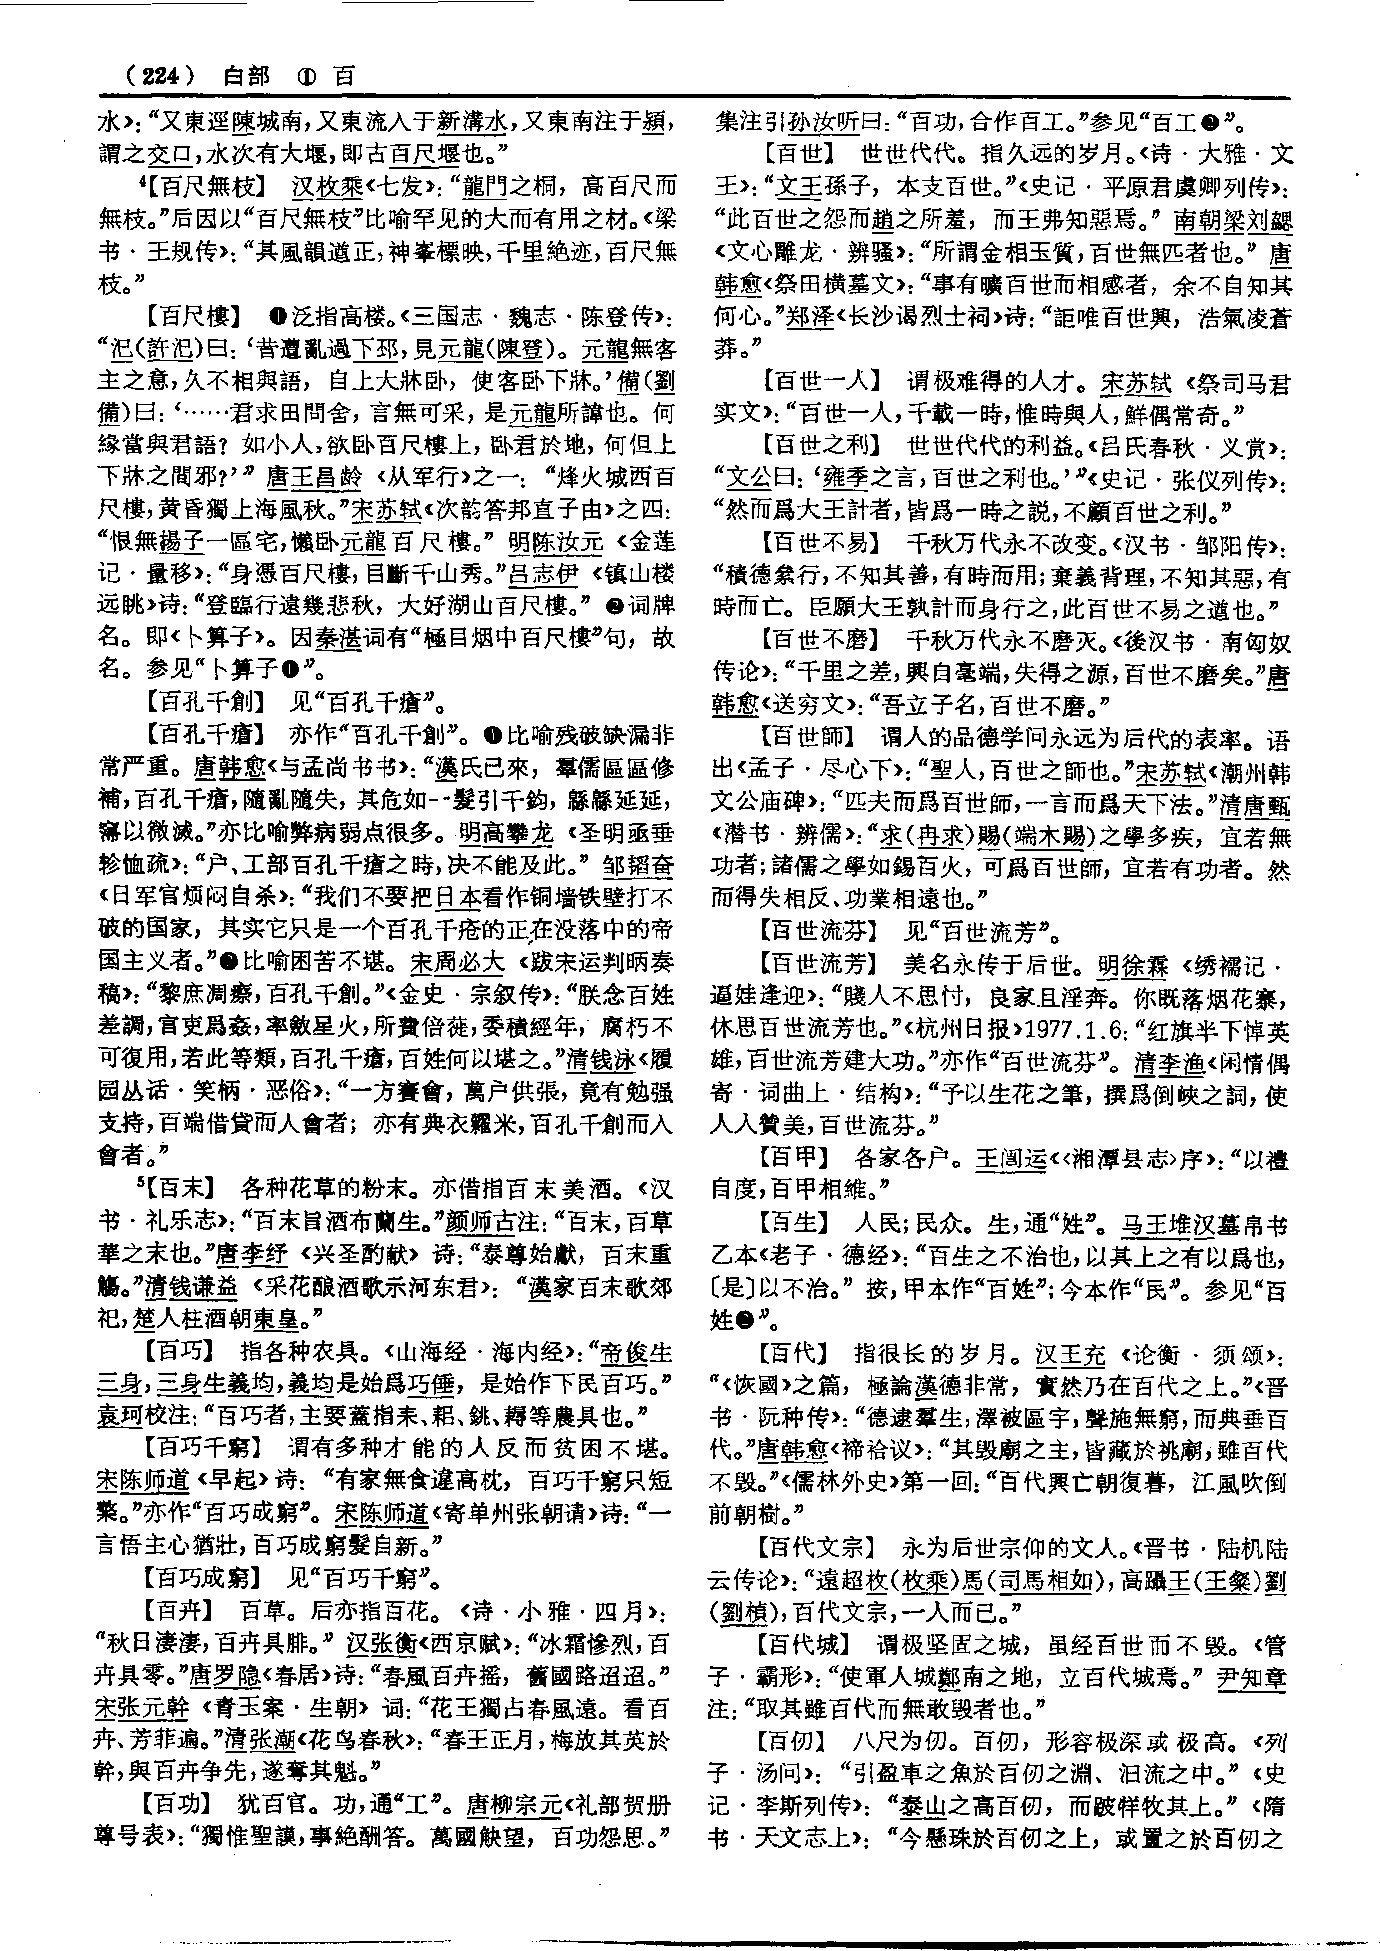 （224） 白部 ① 百
水》：“又東逕陳城南，又東流入于新溝水，又東南注于潁，
謂之交口，水次有大堰，即古百尺堰也。”
⁴【百尺無枝】 汉枚乘《七发》：“龍門之桐，高百尺而
無枝。”后因以“百尺無枝”比喻罕见的大而有用之材。《梁
书·王规传》：“其風韻遒正，神峯標映，千里絶迹，百尺無
枝。”
【百尺樓】 ❶泛指高楼。《三国志·魏志·陈登传》：
“汜(許汜)曰：‘昔遭亂過下邳，見元龍(陳登)。元龍無客
主之意，久不相與語，自上大牀卧，使客卧下牀。’備(劉
備)曰：‘……君求田問舍，言無可采，是元龍所諱也。何
緣當與君語？如小人，欲卧百尺樓上，卧君於地，何但上
下牀之間邪？’”唐王昌龄《从军行》之一：“烽火城西百
尺樓，黄昏獨上海風秋。”宋苏轼《次韵答邦直子由》之四：
“恨無揚子一區宅，懶卧元龍百尺樓。”明陈汝元《金莲
记·量移》：“身憑百尺樓，目斷千山秀。”吕志伊《镇山楼
远眺》诗：“登臨行遠幾悲秋，大好湖山百尺樓。”❷词牌
名。即《卜算子》。因秦湛词有“極目烟中百尺樓”句，故
名。参见“卜算子❶”。
【百孔千創】 见“百孔千瘡”。
【百孔千瘡】 亦作“百孔千創”。❶比喻残破缺漏非
常严重。唐韩愈《与孟尚书书》：“漢氏已來，羣儒區區修
補，百孔千瘡，隨亂隨失，其危如一髮引千鈞，緜緜延延，
寖以微滅。”亦比喻弊病弱点很多。明高攀龙《圣明亟垂
轸恤疏》：“户、工部百孔千瘡之時，决不能及此。”邹韬奋
《日军官烦闷自杀》：“我们不要把日本看作铜墙铁壁打不
破的国家，其实它只是一个百孔千疮的正在没落中的帝
国主义者。”❷比喻困苦不堪。宋周必大《跋宋运判昞奏
稿》：“黎庶凋瘵，百孔千創。”《金史·宗叙传》：“朕念百姓
差調，官吏爲姦，率斂星火，所費倍蓰，委積經年，腐朽不
可復用，若此等類，百孔千瘡，百姓何以堪之。”清钱泳《履
园丛话·笑柄·恶俗》：“一方賽會，萬户供張，竟有勉强
支持，百端借貸而入會者；亦有典衣糶米，百孔千創而入
會者。”
⁵【百末】 各种花草的粉末。亦借指百末美酒。《汉
书·礼乐志》：“百末旨酒布蘭生。”颜师古注：“百末，百草
華之末也。”唐李纾《兴圣酌献》诗：“泰尊始獻，百末重
觴。”清钱谦益《采花酿酒歌示河东君》：“漢家百末歌郊
祀，楚人柱酒朝東皇。”
【百巧】 指各种农具。《山海经·海内经》：“帝俊生
三身，三身生義均，義均是始爲巧倕，是始作下民百巧。”
袁珂校注：“百巧者，主要蓋指耒、耜、銚、耨等農具也。”
【百巧千窮】 谓有多种才能的人反而贫困不堪。
宋陈师道《早起》诗：“有家無食違高枕，百巧千窮只短
檠。”亦作“百巧成窮”。宋陈师道《寄单州张朝请》诗：“一
言悟主心猶壯，百巧成窮髮自新。”
【百巧成窮】 见“百巧千窮”。
【百卉】 百草。后亦指百花。《诗·小雅·四月》：
“秋日淒淒，百卉具腓。”汉张衡《西京赋》：“冰霜慘烈，百
卉具零。”唐罗隐《春居》诗：“春風百卉摇，舊國路迢迢。”
宋张元幹《青玉案·生朝》词：“花王獨占春風遠。看百
卉、芳菲遍。”清张潮《花鸟春秋》：“春王正月，梅放其英於
幹，與百卉争先，遂奪其魁。”
【百功】 犹百官。功，通“工”。唐柳宗元《礼部贺册
尊号表》：“獨惟聖謨，事絶酬答。萬國觖望，百功怨思。”
集注引孙汝听曰：“百功，合作百工。”参见“百工❷”。
【百世】 世世代代。指久远的岁月。《诗·大雅·文
王》：“文王孫子，本支百世。”《史记·平原君虞卿列传》：
“此百世之怨而趙之所羞，而王弗知惡焉。”南朝梁刘勰
《文心雕龙·辨骚》：“所謂金相玉質，百世無匹者也。”唐
韩愈《祭田横墓文》：“事有曠百世而相感者，余不自知其
何心。”郑泽《长沙谒烈士祠》诗：“詎唯百世興，浩氣凌蒼
莽。”
【百世一人】 谓极难得的人才。宋苏轼《祭司马君
实文》：“百世一人，千載一時，惟時與人，鮮偶常奇。”
【百世之利】 世世代代的利益。《吕氏春秋·义赏》：
“文公曰：‘雍季之言，百世之利也。’”《史记·张仪列传》：
“然而爲大王計者，皆爲一時之説，不顧百世之利。”
【百世不易】 千秋万代永不改变。《汉书·邹阳传》：
“積德絫行，不知其善，有時而用；棄義背理，不知其惡，有
時而亡。臣願大王孰計而身行之，此百世不易之道也。”
【百世不磨】 千秋万代永不磨灭。《後汉书·南匈奴
传论》：“千里之差，興自毫端，失得之源，百世不磨矣。”唐
韩愈《送穷文》：“吾立子名，百世不磨。”
【百世師】 谓人的品德学问永远为后代的表率。语
出《孟子·尽心下》：“聖人，百世之師也。”宋苏轼《潮州韩
文公庙碑》：“匹夫而爲百世師，一言而爲天下法。”清唐甄
《潜书·辨儒》：“求(冉求)賜(端木賜)之學多疾，宜若無
功者；諸儒之學如錫百火，可爲百世師，宜若有功者。然
而得失相反、功業相遠也。”
【百世流芬】 见“百世流芳”。
【百世流芳】 美名永传于后世。明徐霖《绣襦记·
逼娃逢迎》：“賤人不思忖，良家且淫奔。你既落烟花寨，
休思百世流芳也。”《杭州日报》1977.1.6：“红旗半下悼英
雄，百世流芳建大功。”亦作“百世流芬”。清李渔《闲情偶
寄·词曲上·结构》：“予以生花之筆，撰爲倒峽之詞，使
人人贊美，百世流芬。”
【百甲】 各家各户。王闿运《〈湘潭县志〉序》：“以禮
自度，百甲相維。”
【百生】 人民；民众。生，通“姓”。马王堆汉墓帛书
乙本《老子·德经》：“百生之不治也，以其上之有以爲也，
〔是〕以不治。”按，甲本作“百姓”；今本作“民”。参见“百
姓❷”。
【百代】 指很长的岁月。汉王充《论衡·须颂》：
“《恢國》之篇，極論漢德非常，實然乃在百代之上。”《晋
书·阮种传》：“德逮羣生，澤被區宇，聲施無窮，而典垂百
代。”唐韩愈《禘祫议》：“其毁廟之主，皆藏於祧廟，雖百代
不毁。”《儒林外史》第一回：“百代興亡朝復暮，江風吹倒
前朝樹。”
【百代文宗】 永为后世宗仰的文人。《晋书·陆机陆
云传论》：“遠超枚(枚乘)馬(司馬相如)，高躡王(王粲)劉
(劉楨)，百代文宗，一人而已。”
【百代城】 谓极坚固之城，虽经百世而不毁。《管
子·霸形》：“使軍人城鄭南之地，立百代城焉。”尹知章
注：“取其雖百代而無敢毁者也。”
【百仞】 八尺为仞。百仞，形容极深或极高。《列
子·汤问》：“引盈車之魚於百仞之淵、汩流之中。”《史
记·李斯列传》：“泰山之高百仞，而跛牂牧其上。”《隋
书·天文志上》：“今懸珠於百仞之上，或置之於百仞之